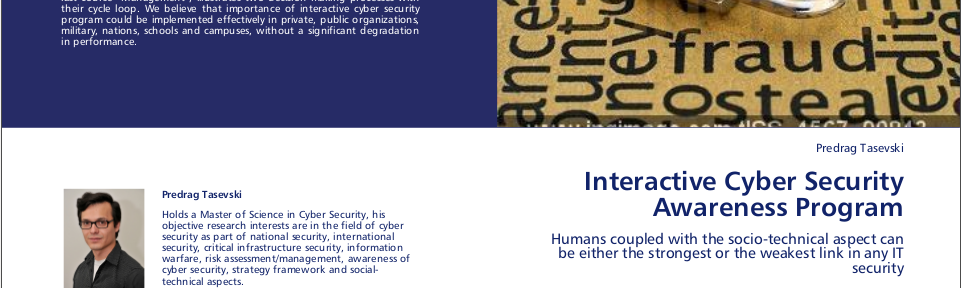 their cycle loop. We believe that importance of interactive cyber security
program could be implemented effectively in private, public organizations,
military, nations, schools and campuses, without a significant degradation
in performance.
fraud
steal
Predrag Tasevski
Interactive Cyber Security
Awareness Program
Humans coupled with the socio-technical aspect can
be either the strongest or the weakest link in any IT
security
Predrag Tasevski
Holds a Master of Science in Cyber Security, his
objective research interests are in the field of cyber
security as part of national security, international
security, critical infrastructure security, information
warfare, risk assessment/management, awareness of
cyber security, strategy framework and social-
technical aspects.